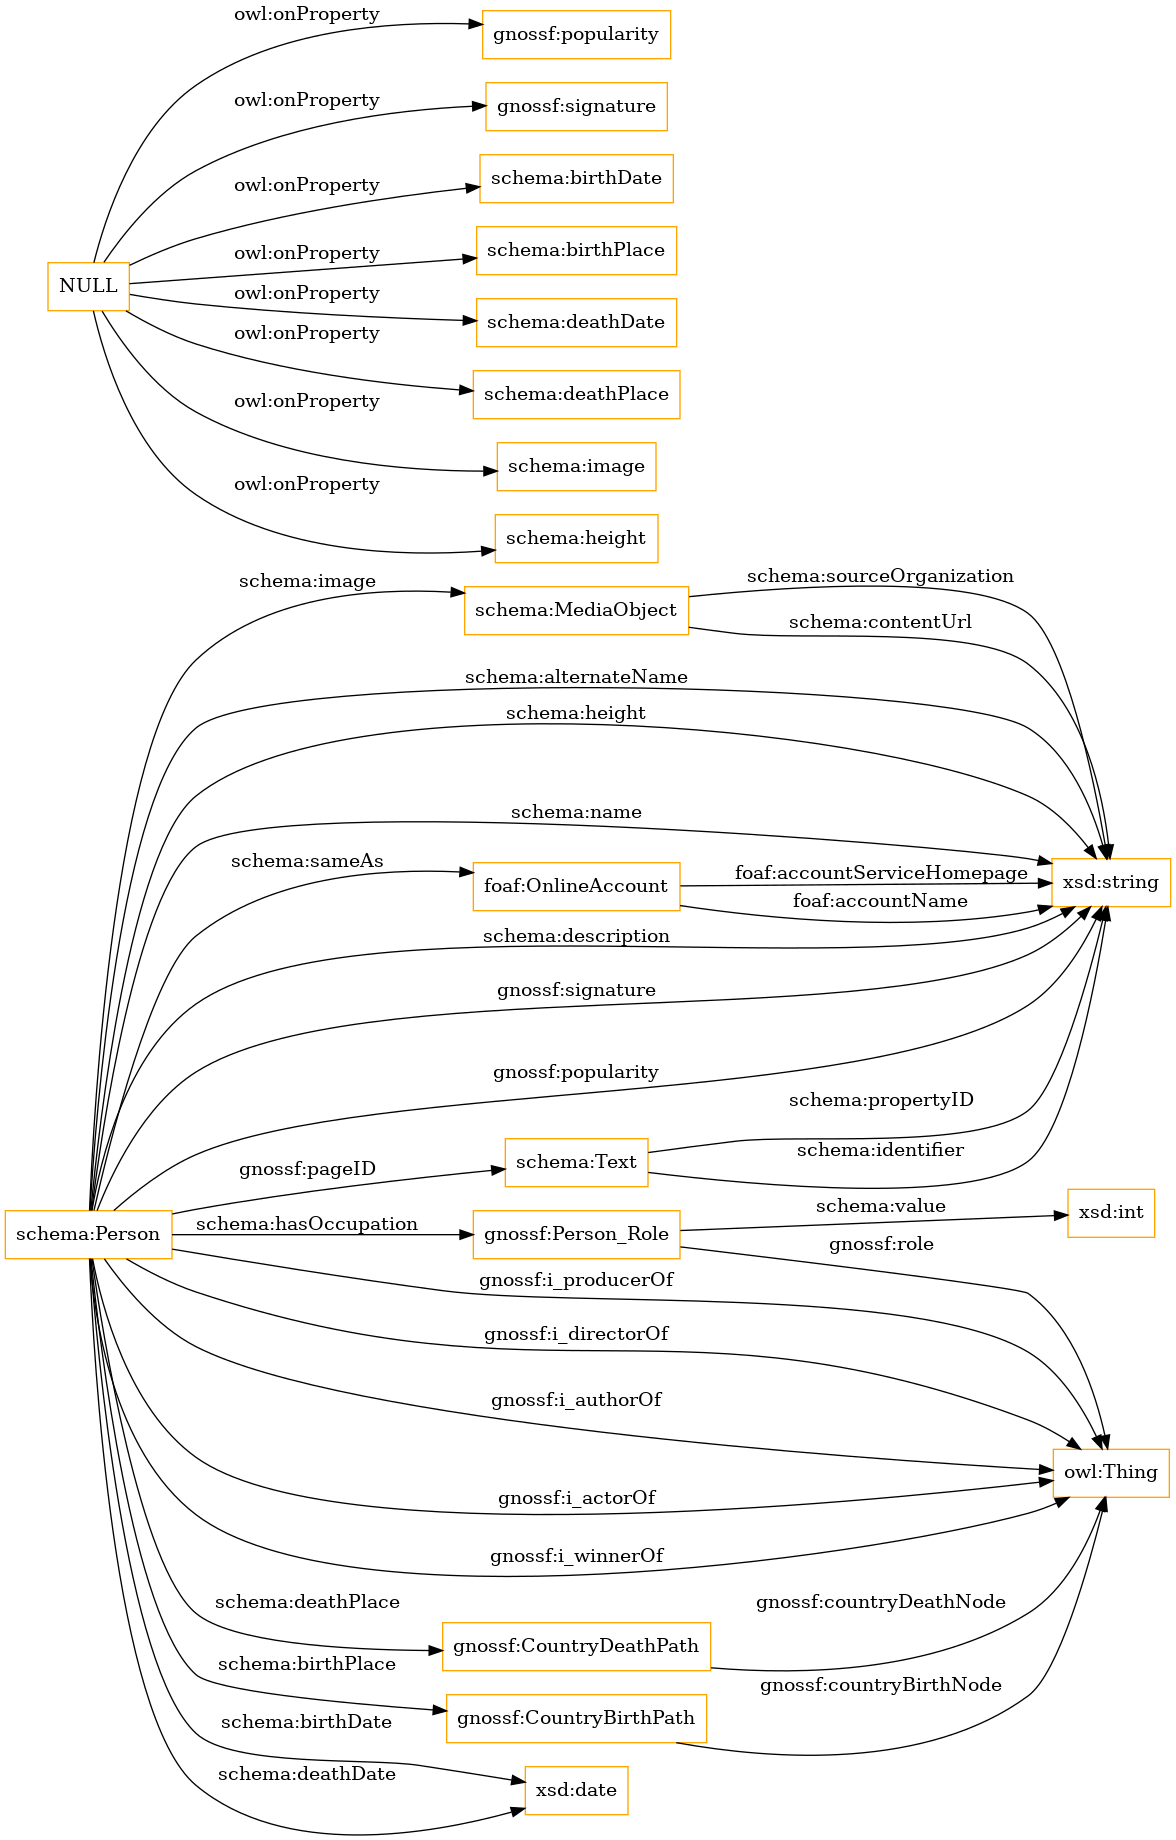 owl:onProperty
gnossf:popularity
owl:onProperty
gnossf:signature
owl:onProperty
schema:birthDate
owl:onProperty
schema:birthPlace
NULL
owl:onProperty
schema:deathDate
owl:onProperty
schema:deathPlace
owl:onProperty
schema:image
owl:onProperty
schema:height
schema:image
schema:MediaObject
schema:sourceOrganization
schema:contentUrl
schema:alternateName
schema:height
schema:name
schema:sameAs
foaf:OnlineAccount
foaf:accountServiceHomepage
xsd:string
foaf:accountName
schema:description
gnossf:signature
gnossf:popularity
schema:propertyID
gnossf:pageID
schema:Text
schema:identifier
schema:Person
schema:hasOccupation
gnossf:Person_Role
schema:value
xsd:int
gnossf:role
gnossf:i_producerOf
gnossf:i_directorOf
gnossf:i_authorOf
owl:Thing
gnossf:i_actorOf
gnossf:i_winnerOf
schema:deathPlace
gnossf:CountryDeathPath
gnossf:countryDeathNode
schema:birthPlace
gnossf:CountryBirthPath
gnossf:countryBirthNode
schema:birthDate
schema:deathDate
xsd:date